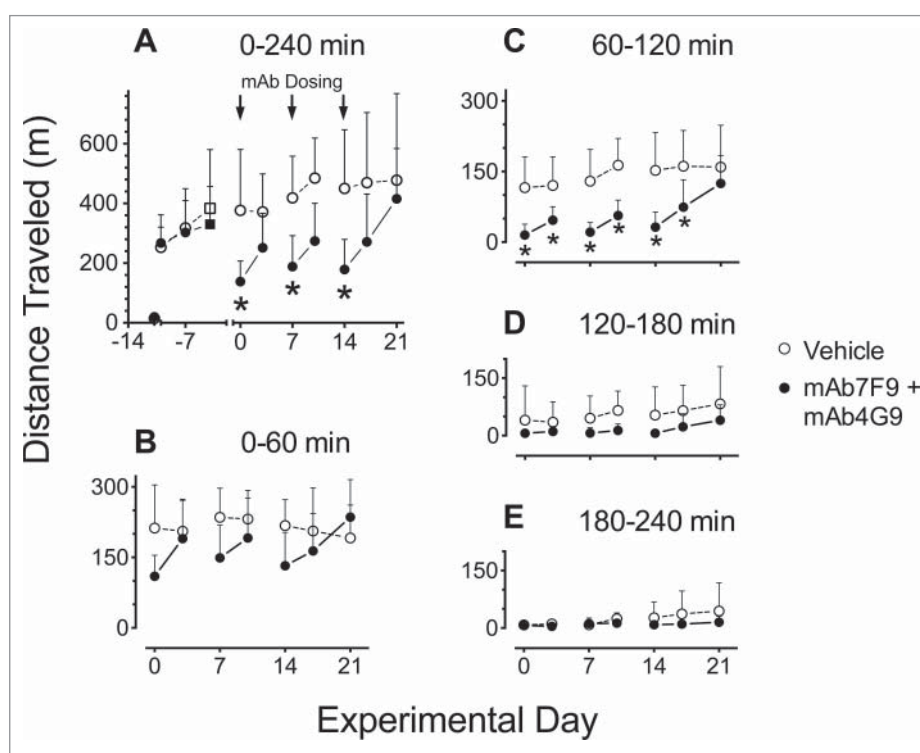 A
0-240 min
mAb Dosing
600
400
200
0
-14
-7
0
7
14
21
*
*
*
B
0-60 min
300
150
0
0
7
14
21
C
60-120 min
300
150
0
*
*
*
*
*
*
D
120-180 min
150
0
E
180-240 min
150
0
0
7
14
21
Vehicle
mAb7F9 +
mAb4G9
Distance Traveled (m)
Experimental Day